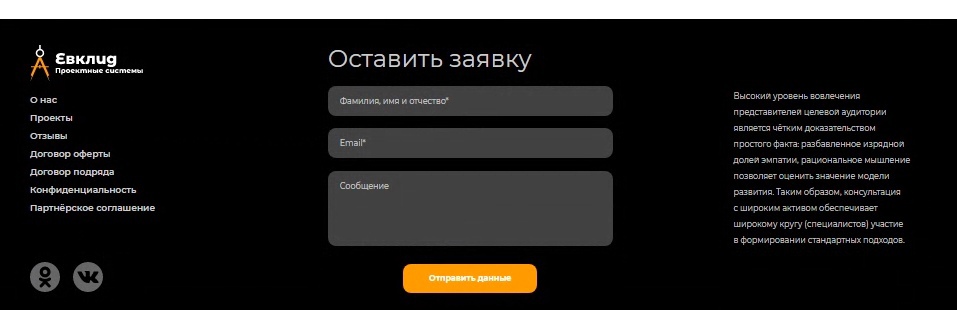 Евклид
Проектные системы
О нас
Проекты
Отзывы
Договор оферты
Договор подряда
Конфиденциальность
Партнёрское соглашение
Оставить заявку
Фамилия, имя и отчество*
Email*
Сообщение
Отправить данные
Высокий уровень вовлечения
представителей целевой аудитории
является чётким доказательством
простого факта: разбавленное изрядной
долей эмпатии, рациональное мышление
позволяет оценить значение модели
развития. Таким образом, консультация
с широким активом обеспечивает
широкому кругу (специалистов) участие
в формировании стандартных подходов.